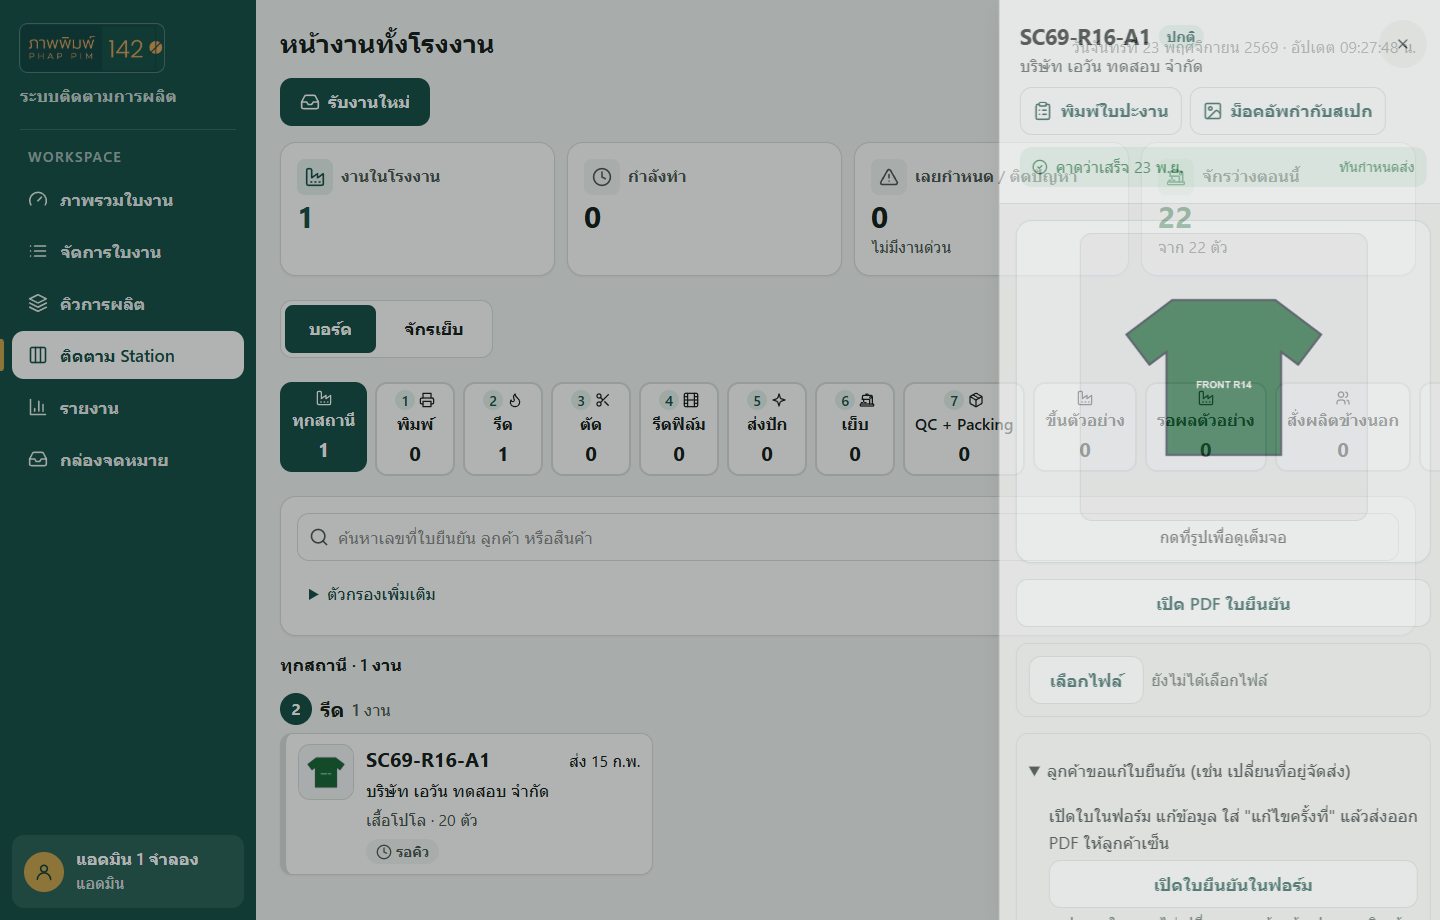 ภาพพิมพ์ 142
PHAP PIM
ระบบติดตามการผลิต
WORKSPACE
ภาพรวมใบงาน
จัดการใบงาน
คิวการผลิต
ติดตาม Station
รายงาน
กล่องจดหมาย
แอดมิน 1 จำลอง
แอดมิน
หน้างานทั้งโรงงาน
วันจันทร์ที่ 23 พฤศจิกายน 2569 · อัปเดต 09:27:48 น.
รับงานใหม่
งานในโรงงาน
1
กำลังทำ
0
เลยกำหนด / ติดปัญหา
0
ไม่มีงานด่วน
จักรว่างตอนนี้
22
จาก 22 ตัว
บอร์ด
จักรเย็บ
ทุกสถานี
1
1
พิมพ์
0
2
รีด
1
3
ตัด
0
4
รีดฟิล์ม
0
5
ส่งปัก
0
6
เย็บ
0
7
QC + Packing
0
ขึ้นตัวอย่าง
0
รอผลตัวอย่าง
0
สั่งผลิตข้างนอก
0
ค้นหาเลขที่ใบยืนยัน ลูกค้า หรือสินค้า
ตัวกรองเพิ่มเติม
ทุกสถานี · 1 งาน
2 รีด 1 งาน
SC69-R16-A1
ส่ง 15 ก.พ.
บริษัท เอวัน ทดสอบ จำกัด
เสื้อโปโล · 20 ตัว
รอคิว
SC69-R16-A1 ปกติ
บริษัท เอวัน ทดสอบ จำกัด
พิมพ์ใบปะงาน
ม็อคอัพกำกับสเปก
คาดว่าเสร็จ 23 พ.ย.
ทันกำหนดส่ง
FRONT R14
กดที่รูปเพื่อดูเต็มจอ
เปิด PDF ใบยืนยัน
เลือกไฟล์ ยังไม่ได้เลือกไฟล์
ลูกค้าขอแก้ใบยืนยัน (เช่น เปลี่ยนที่อยู่จัดส่ง)
เปิดใบในฟอร์ม แก้ข้อมูล ใส่ "แก้ไขครั้งที่" แล้วส่งออก
PDF ให้ลูกค้าเซ็น
เปิดใบยืนยันในฟอร์ม